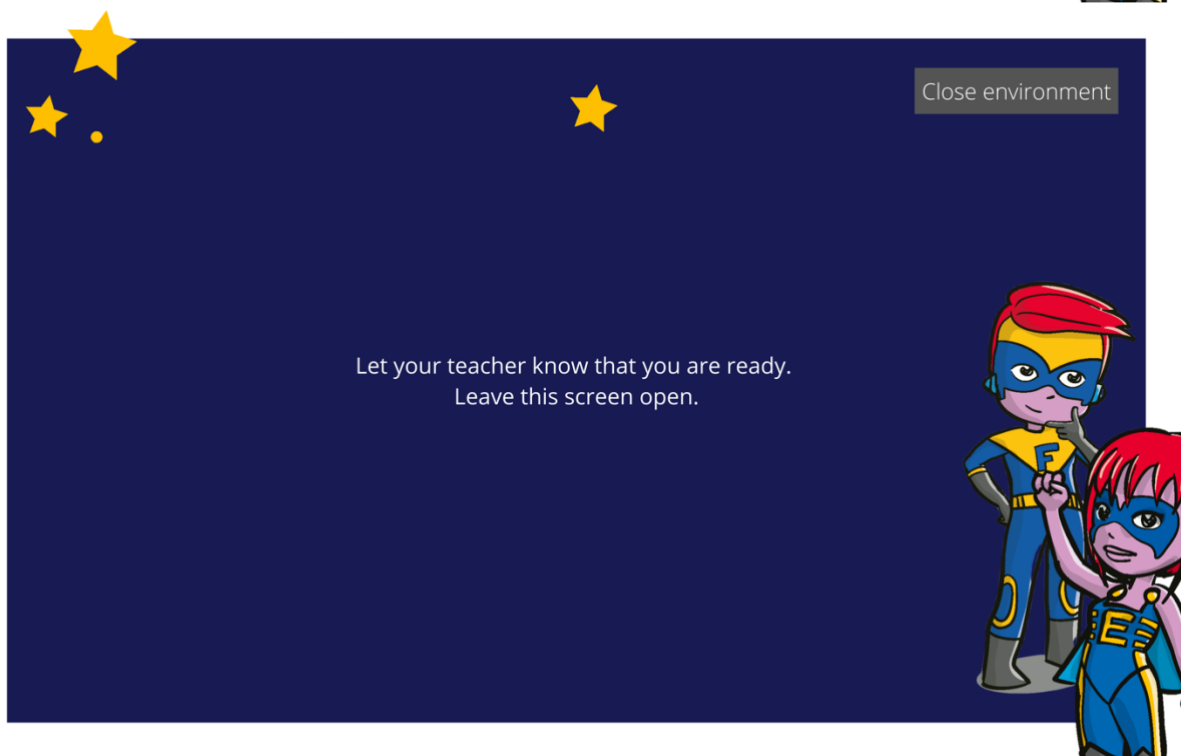 Close environment
Let your teacher know that you are ready.
Leave this screen open.
F
E